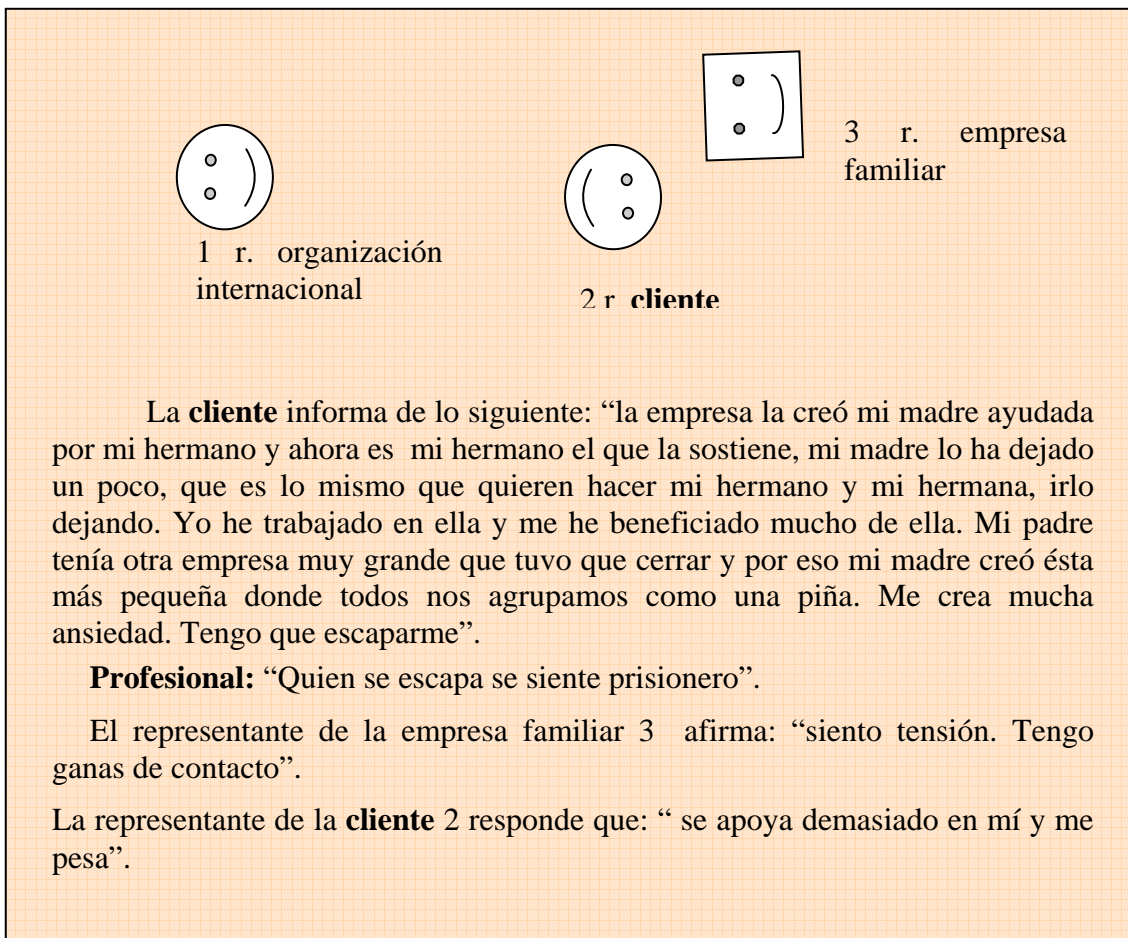 3 r. empresa
familiar
1 r. organización
internacional
2 r cliente
La cliente informa de lo siguiente: “la empresa la creó mi madre ayudada
por mi hermano y ahora es mi hermano el que la sostiene, mi madre lo ha dejado
un poco, que es lo mismo que quieren hacer mi hermano y mi hermana, irlo
dejando. Yo he trabajado en ella y me he beneficiado mucho de ella. Mi padre
tenía otra empresa muy grande que tuvo que cerrar y por eso mi madre creó ésta
más pequeña donde todos nos agrupamos como una piña. Me crea mucha
ansiedad. Tengo que escaparme”.
Profesional: “Quien se escapa se siente prisionero”.
El representante de la empresa familiar 3 afirma: “siento tensión. Tengo
ganas de contacto”.
La representante de la cliente 2 responde que: “ se apoya demasiado en mí y me
pesa”.